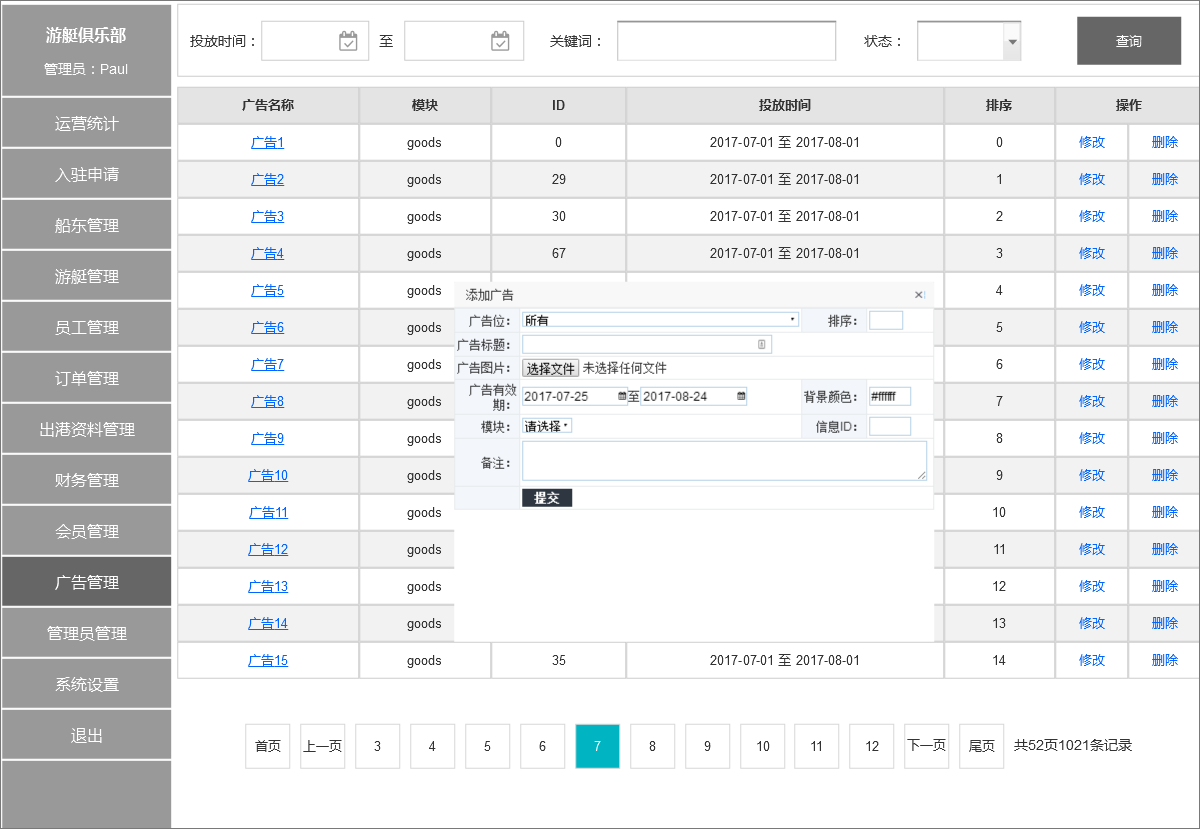 游艇俱乐部
管理员：Paul
运营统计
入驻申请
船东管理
游艇管理
员工管理
订单管理
出港资料管理
财务管理
会员管理
广告管理
管理员管理
系统设置
退出
投放时间： 至 关键词： 状态： 查询
广告名称 模块 ID 投放时间 排序 操作
广告1 goods 0 2017-07-01 至 2017-08-01 0 修改 删除
广告2 goods 29 2017-07-01 至 2017-08-01 1 修改 删除
广告3 goods 30 2017-07-01 至 2017-08-01 2 修改 删除
广告4 goods 67 2017-07-01 至 2017-08-01 3 修改 删除
广告5 goods 4 修改 删除
广告6 goods 5 修改 删除
广告7 goods 6 修改 删除
广告8 goods 7 修改 删除
广告9 goods 8 修改 删除
广告10 goods 9 修改 删除
广告11 goods 10 修改 删除
广告12 goods 11 修改 删除
广告13 goods 12 修改 删除
广告14 goods 13 修改 删除
广告15 goods 35 2017-07-01 至 2017-08-01 14 修改 删除
添加广告 ×
广告位： 所有 排序：
广告标题：
广告图片： 选择文件 未选择任何文件
广告有效
期： 2017-07-25 至 2017-08-24 背景颜色： #ffffff
模块： 请选择 信息ID：
备注：
提交
首页 上一页 3 4 5 6 7 8 9 10 11 12 下一页 尾页 共52页1021条记录